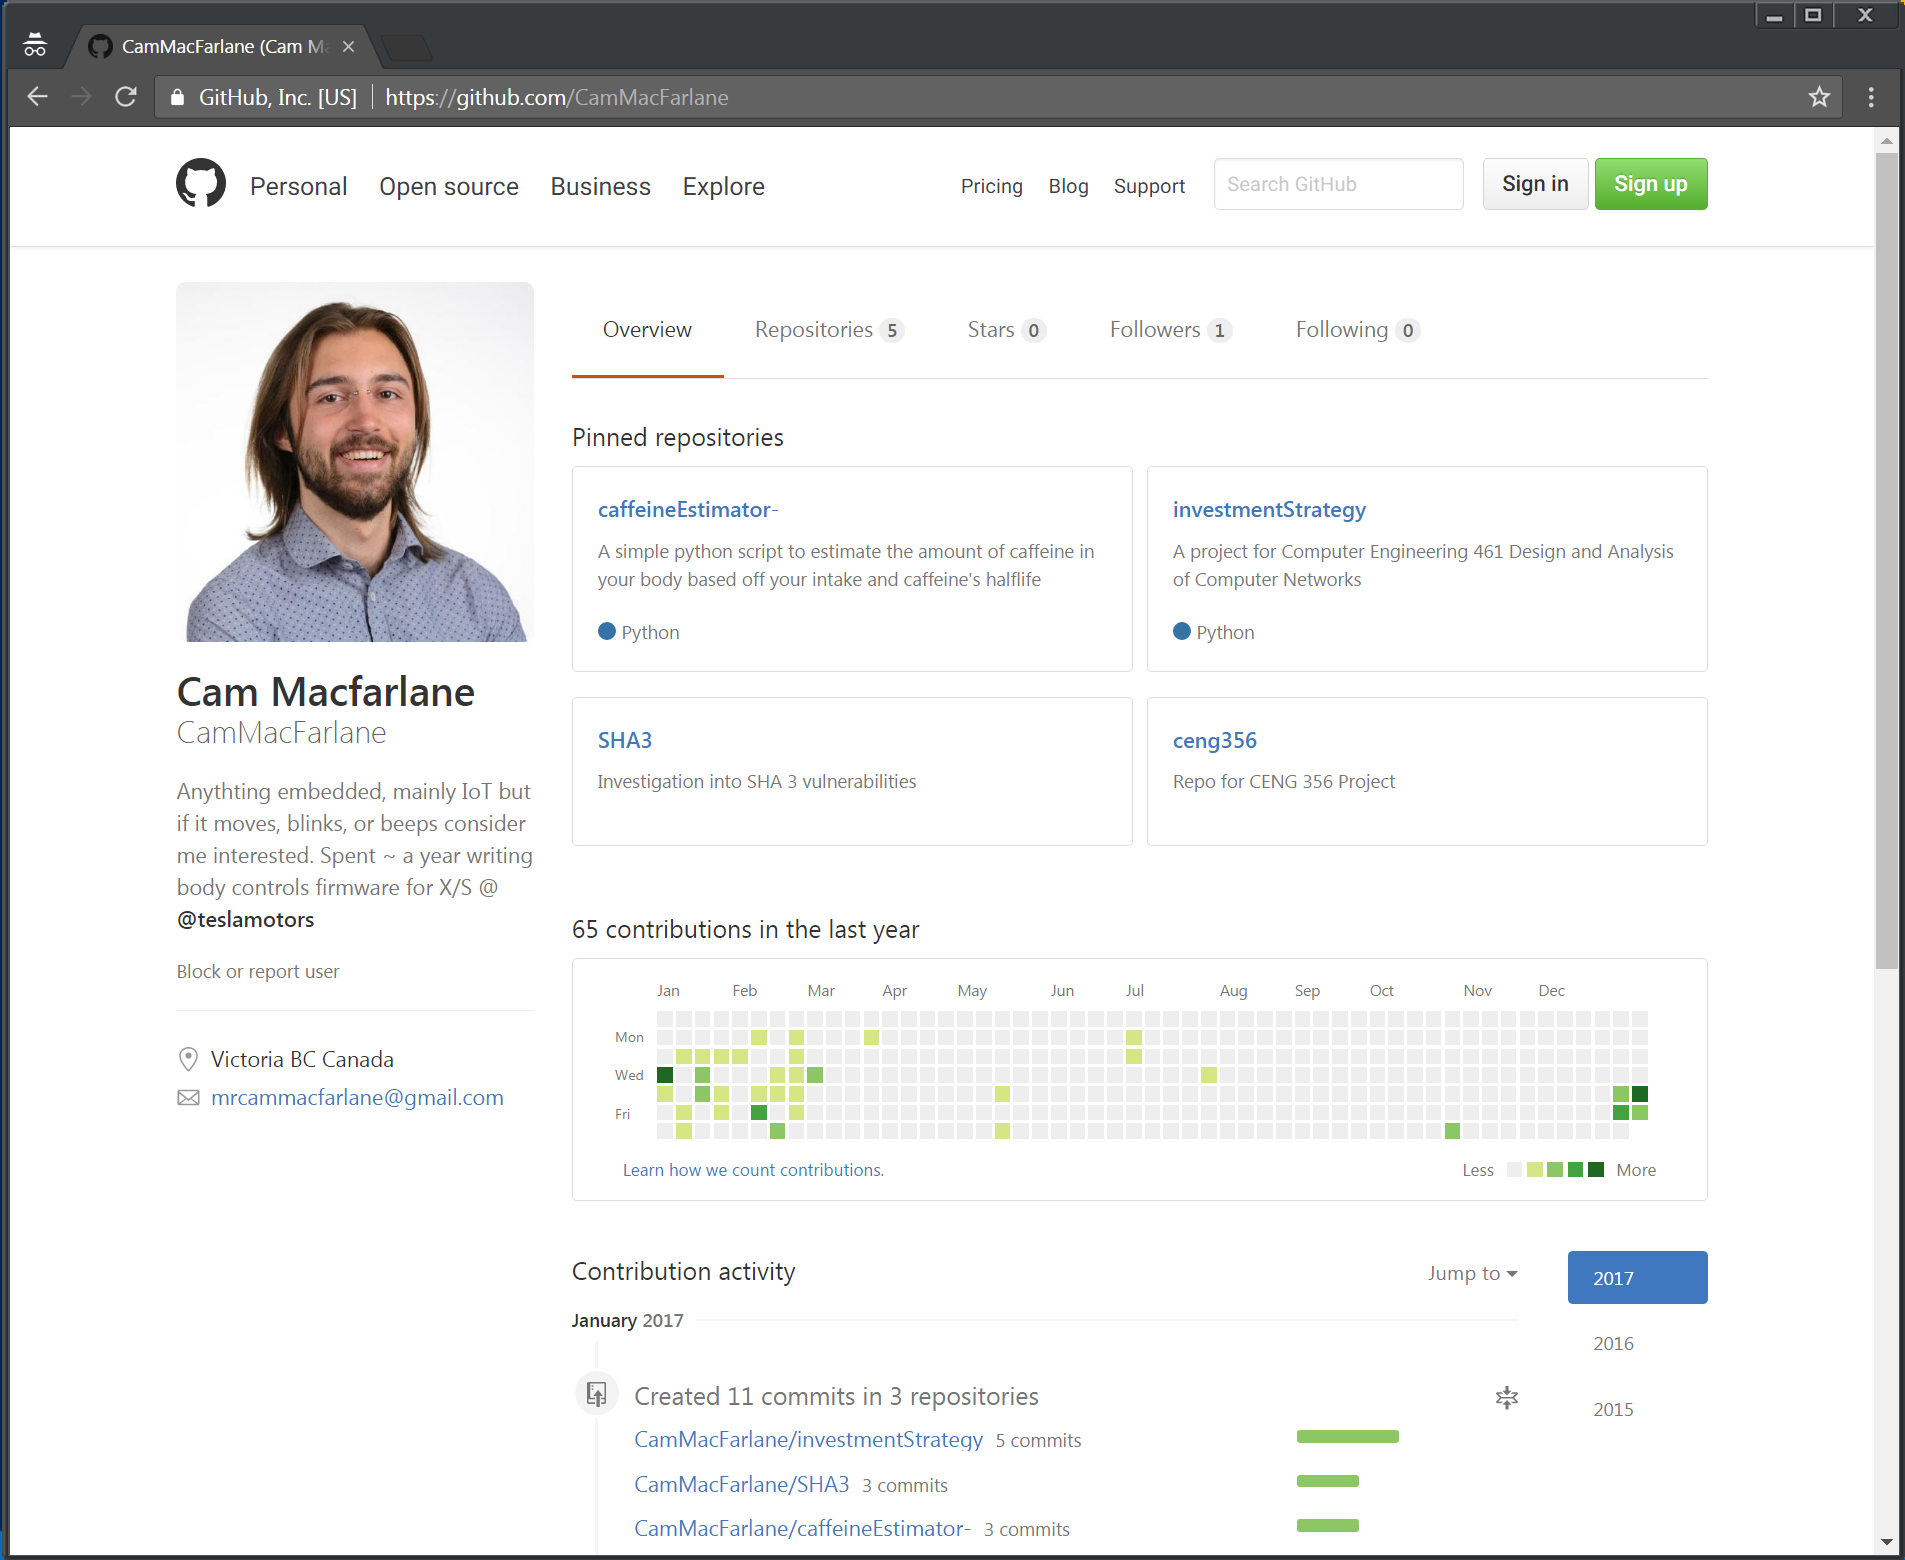 CamMacFarlane (Cam Ma
GitHub, Inc. [US] https://github.com/CamMacFarlane
Personal Open source Business Explore Pricing Blog Support Search GitHub Sign in Sign up
Overview Repositories 5 Stars 0 Followers 1 Following 0
Pinned repositories
caffeineEstimator-
A simple python script to estimate the amount of caffeine in
your body based off your intake and caffeine's halflife
Python
investmentStrategy
A project for Computer Engineering 461 Design and Analysis
of Computer Networks
Python
SHA3
Investigation into SHA 3 vulnerabilities
ceng356
Repo for CENG 356 Project
Cam Macfarlane
CamMacFarlane
Anythting embedded, mainly IoT but
if it moves, blinks, or beeps consider
me interested. Spent ~ a year writing
body controls firmware for X/S @
@teslamotors
Block or report user
Victoria BC Canada
mrcammacfarlane@gmail.com
65 contributions in the last year
Jan Feb Mar Apr May Jun Jul Aug Sep Oct Nov Dec
Mon
Wed
Fri
Learn how we count contributions.
Less More
Contribution activity
Jump to
2017
2016
2015
January 2017
Created 11 commits in 3 repositories
CamMacFarlane/investmentStrategy 5 commits
CamMacFarlane/SHA3 3 commits
CamMacFarlane/caffeineEstimator- 3 commits